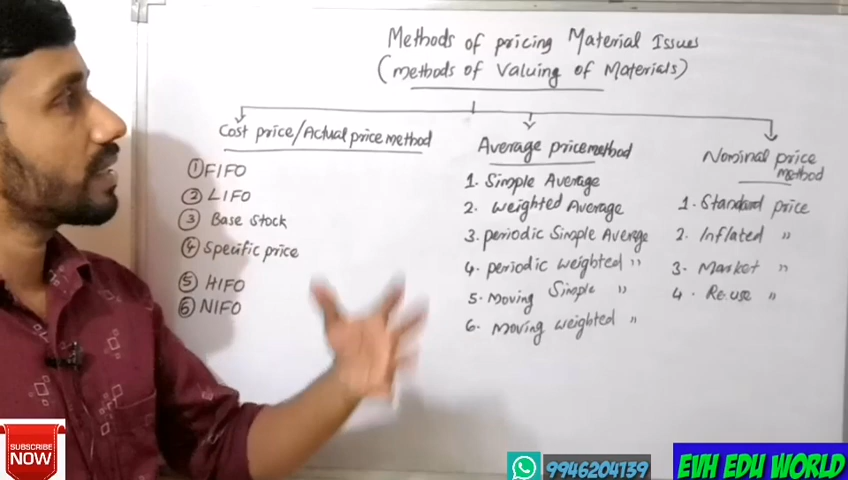 Methods of pricing Material Issues
(methods of Valuing of Materials)
Cost price/Actual price method
① FIFO
② LIFO
③ Base stock
④ Specific price
⑤ HIFO
⑥ NIFO
Average price method
1. Simple Average
2. Weighted Average
3. periodic Simple Average
4. periodic weighted "
5. Moving Simple "
6. Moving weighted "
Nominal price method
1. Standard price
2. Inflated "
3. Market "
4. Re.use "
SUBSCRIBE
NOW
9946204139
EVH EDU WORLD